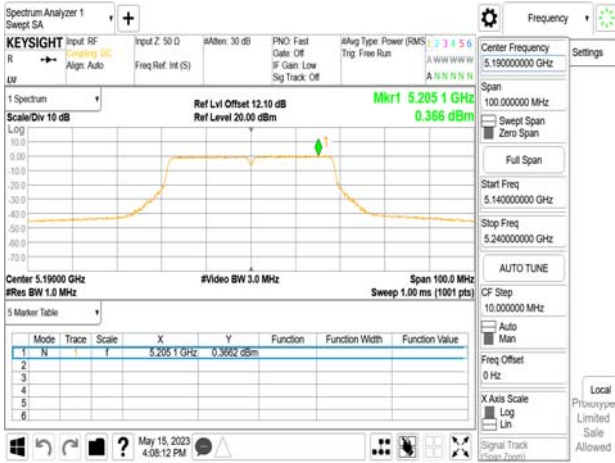 Spectrum Analyzer 1
Swept SA
Frequency
KEYSIGHT
Input: RF
Coupling: DC
Align: Auto
Input Z: 50 Ω
Freq Ref: Int (S)
#Atten: 30 dB
PNO: Fast
Gate: Off
IF Gain: Low
Sig Track: Off
#Avg Type: Power (RMS
Trig: Free Run
1 2 3 4 5 6
A W W W W W
A N N N N N
R
LXI
1 Spectrum
Scale/Div 10 dB
Ref Lvl Offset 12.10 dB
Ref Level 20.00 dBm
Mkr1 5.205 1 GHz
0.366 dBm
Log
10.0
0.00
-10.0
-20.0
-30.0
-40.0
-50.0
-60.0
-70.0
1
Center 5.19000 GHz
#Res BW 1.0 MHz
#Video BW 3.0 MHz
Span 100.0 MHz
Sweep 1.00 ms (1001 pts)
5 Marker Table
Mode Trace Scale X Y Function Function Width Function Value
1 N 1 f 5.205 1 GHz 0.3662 dBm
2
3
4
5
6
May 15, 2023
4:08:12 PM
Center Frequency
5.190000000 GHz
Settings
Span
100.000000 MHz
Swept Span
Zero Span
Full Span
Start Freq
5.140000000 GHz
Stop Freq
5.240000000 GHz
AUTO TUNE
CF Step
10.000000 MHz
Auto
Man
Freq Offset
0 Hz
X Axis Scale
Log
Lin
Signal Track
(Span Zoom)
Local
Prototype
Limited
Sale
Allowed